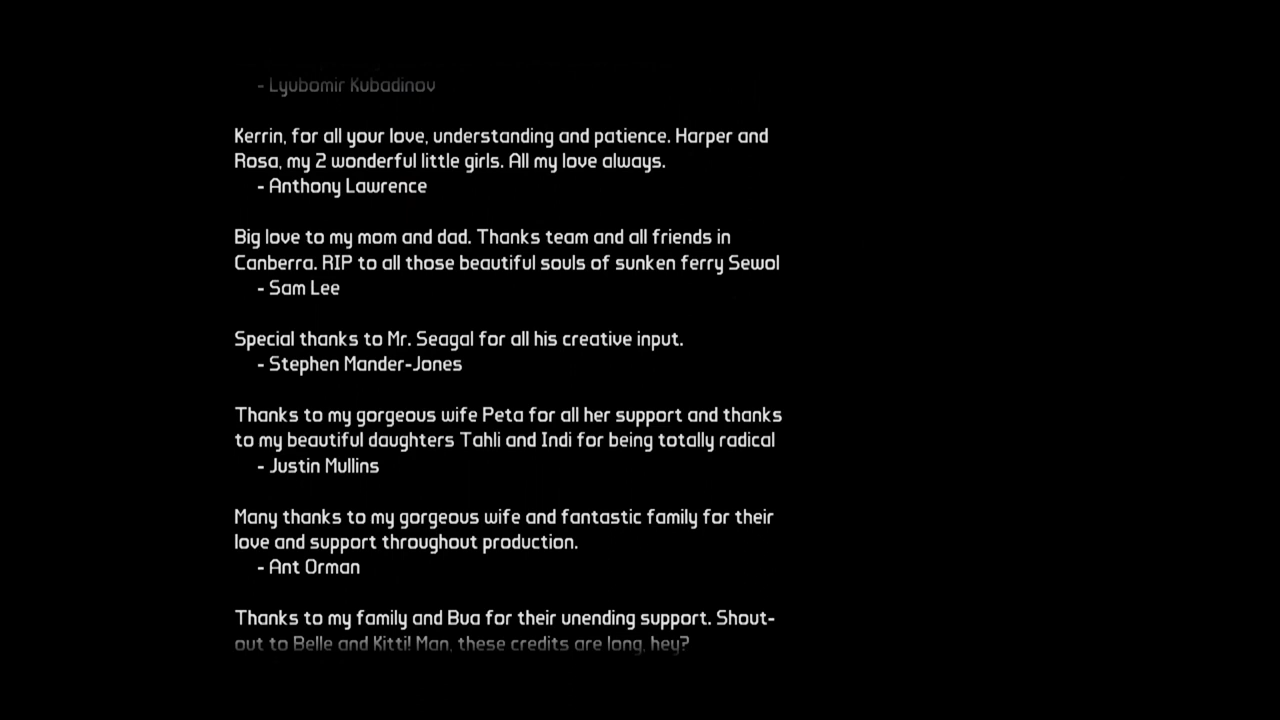 - Lyubomir Kubadinov
Kerrin, for all your love, understanding and patience. Harper and
Rosa, my 2 wonderful little girls. All my love always.
- Anthony Lawrence
Big love to my mom and dad. Thanks team and all friends in
Canberra. RIP to all those beautiful souls of sunken ferry Sewol
- Sam Lee
Special thanks to Mr. Seagal for all his creative input.
- Stephen Mander-Jones
Thanks to my gorgeous wife Peta for all her support and thanks
to my beautiful daughters Tahli and Indi for being totally radical
- Justin Mullins
Many thanks to my gorgeous wife and fantastic family for their
love and support throughout production.
- Ant Orman
Thanks to my family and Bua for their unending support. Shout-
out to Belle and Kitti! Man, these credits are long, hey?